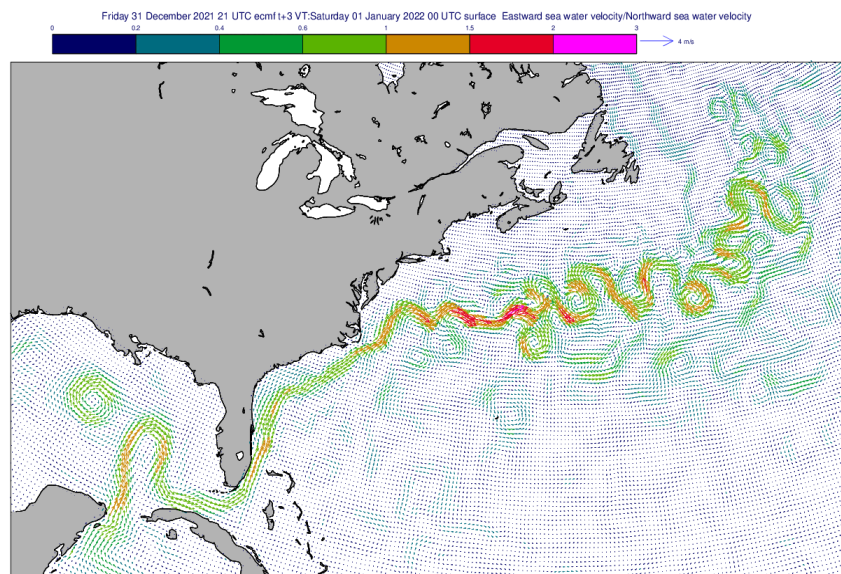 Friday 31 December 2021 21 UTC ecmf t+3 VT:Saturday 01 January 2022 00 UTC surface Eastward sea water velocity/Northward sea water velocity
0 0.2 0.4 0.6 1 1.5 2 3
4 m/s